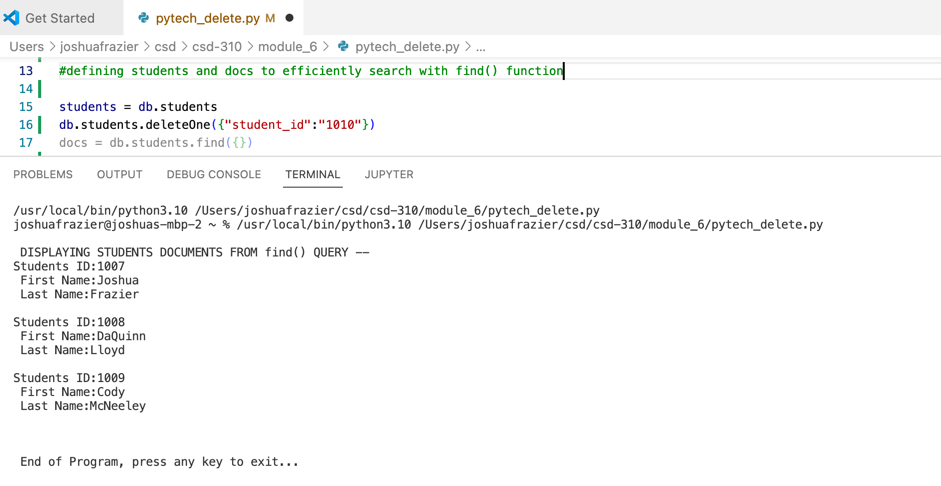 Get Started pytech_delete.py M ●
Users > joshuafrazier > csd > csd-310 > module_6 > pytech_delete.py > ...
13 #defining students and docs to efficiently search with find() function
14
15 students = db.students
16 db.students.deleteOne({"student_id":"1010"})
17 docs = db.students.find({})
PROBLEMS OUTPUT DEBUG CONSOLE TERMINAL JUPYTER
/usr/local/bin/python3.10 /Users/joshuafrazier/csd/csd-310/module_6/pytech_delete.py
joshuafrazier@joshuas-mbp-2 ~ % /usr/local/bin/python3.10 /Users/joshuafrazier/csd/csd-310/module_6/pytech_delete.py
DISPLAYING STUDENTS DOCUMENTS FROM find() QUERY --
Students ID:1007
First Name:Joshua
Last Name:Frazier
Students ID:1008
First Name:DaQuinn
Last Name:Lloyd
Students ID:1009
First Name:Cody
Last Name:McNeeley
End of Program, press any key to exit...